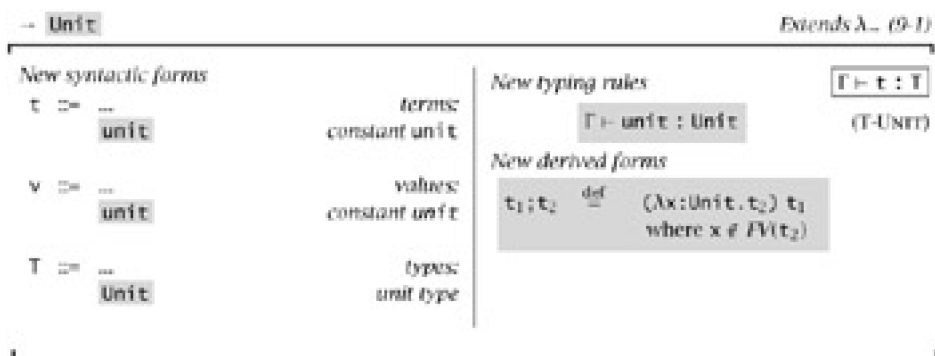 → Unit
Extends λ→ (9-1)
New syntactic forms
t ::= ...
terms:
unit
constant unit
v ::= ...
values:
unit
constant unit
T ::= ...
types:
Unit
unit type
New typing rules
Γ ⊢ t : T
Γ ⊢ unit : Unit
(T-UNIT)
New derived forms
t₁;t₂ def= (λx:Unit.t₂) t₁
where x ∉ FV(t₂)